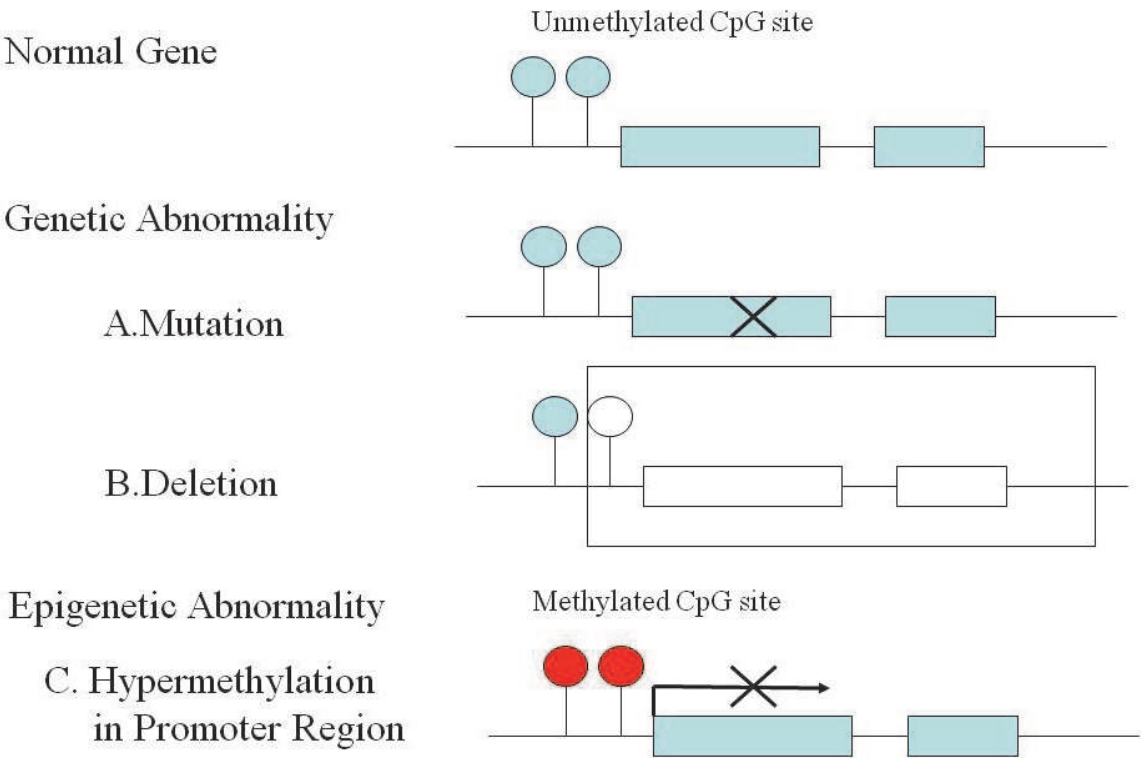 Normal Gene
Unmethylated CpG site
Genetic Abnormality
A.Mutation
B.Deletion
Epigenetic Abnormality
Methylated CpG site
C. Hypermethylation
in Promoter Region